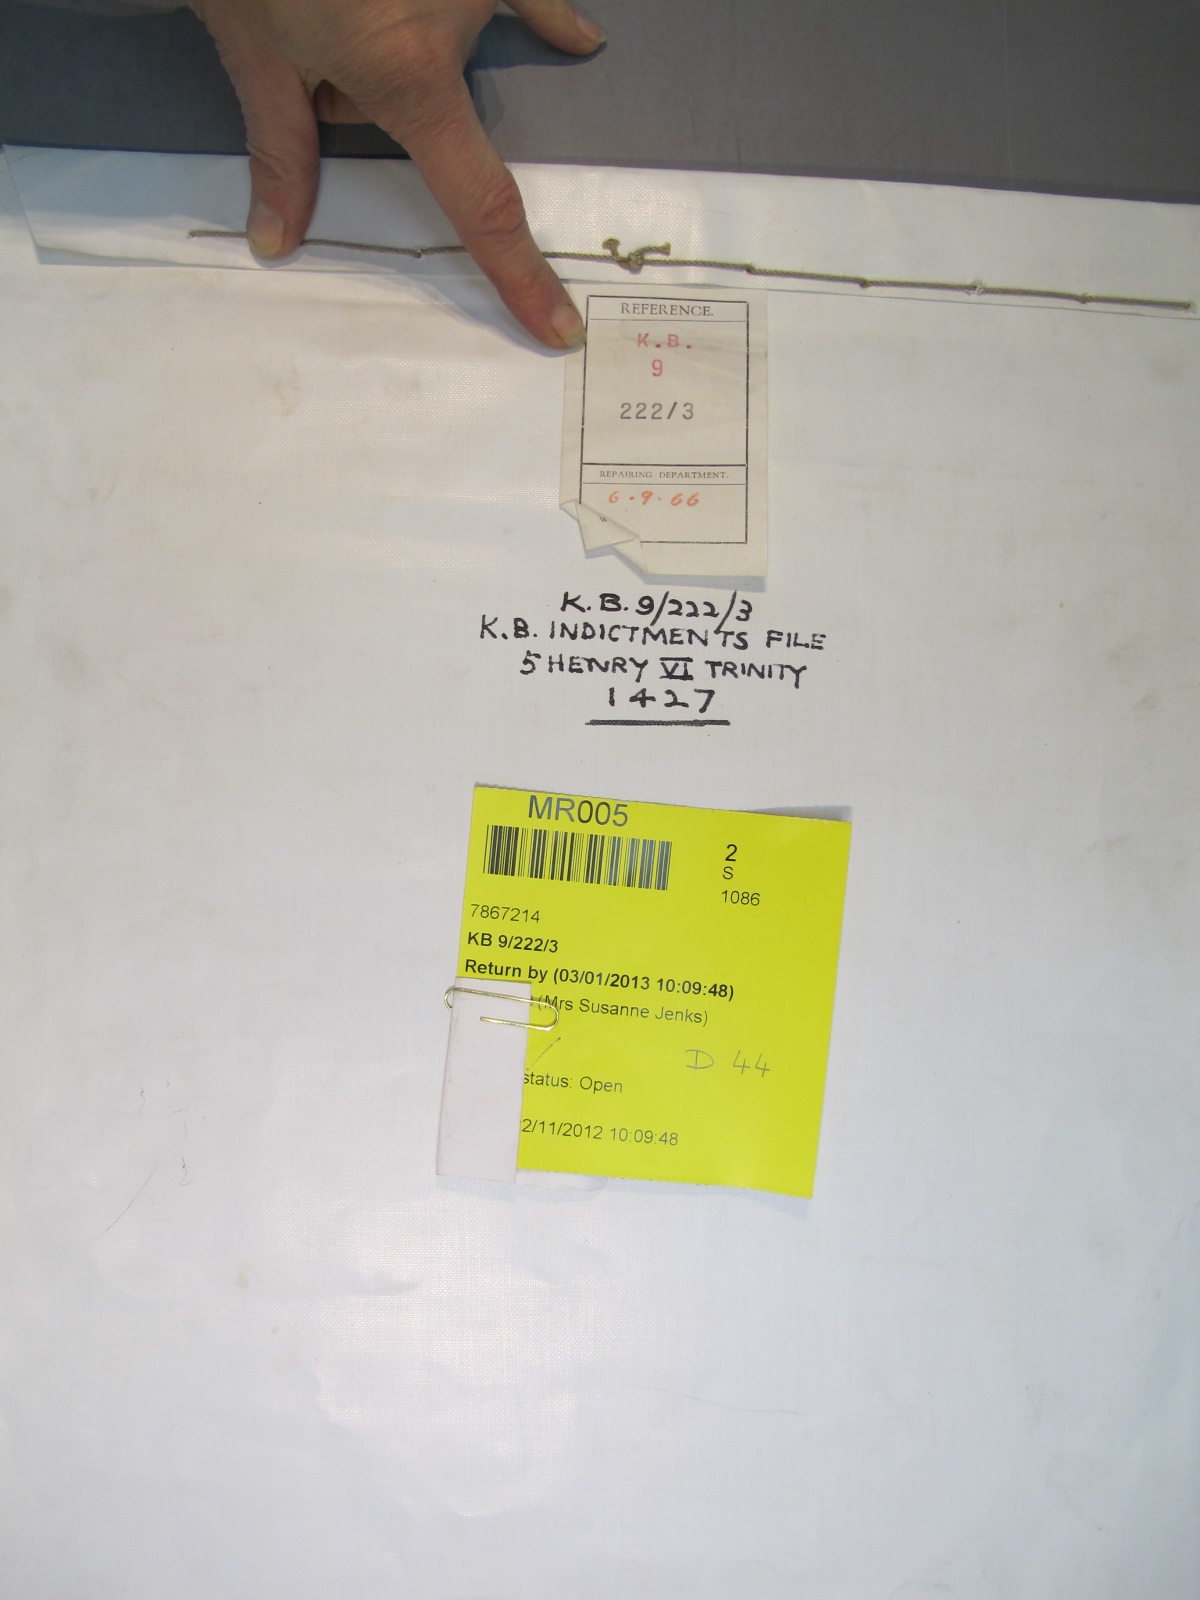 REFERENCE.
K.B.
9
222/3
REPAIRING DEPARTMENT.
6.9.66
K.B. 9/222/3
K.B. INDICTMENTS FILE
5 HENRY VI TRINITY
1427
MR005
2
S
1086
7867214
KB 9/222/3
Return by (03/01/2013 10:09:48)
(Mrs Susanne Jenks)
D 44
status: Open
2/11/2012 10:09:48